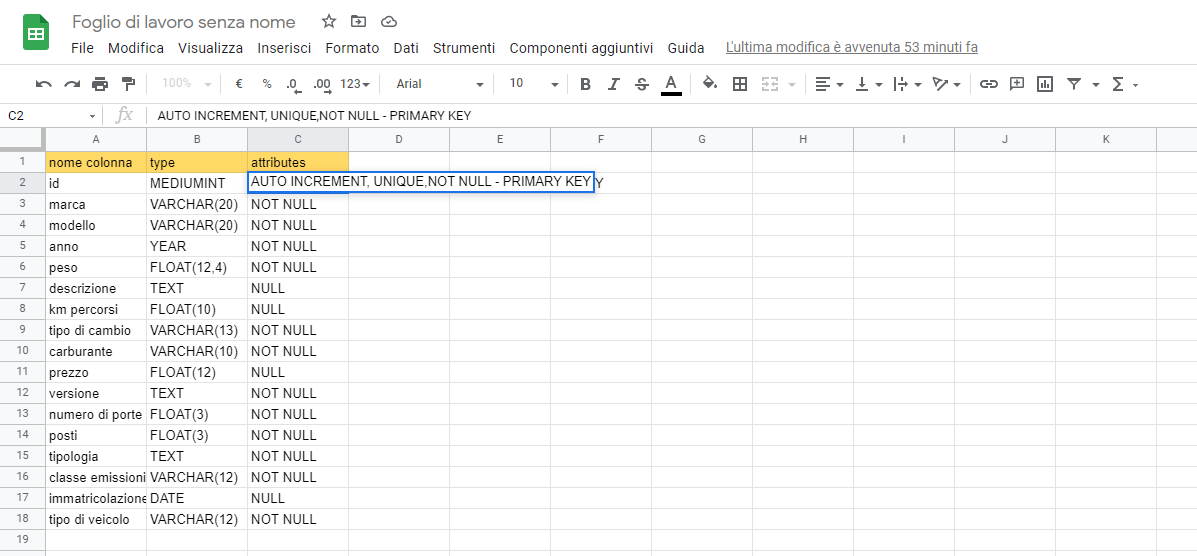 Foglio di lavoro senza nome
File Modifica Visualizza Inserisci Formato Dati Strumenti Componenti aggiuntivi Guida L'ultima modifica è avvenuta 53 minuti fa
100% € % .0 .00 123 Arial 10 B I S A
C2 fx AUTO INCREMENT, UNIQUE,NOT NULL - PRIMARY KEY
A B C D E F G H I J K
1 nome colonna type attributes
2 id MEDIUMINT AUTO INCREMENT, UNIQUE,NOT NULL - PRIMARY KEY Y
3 marca VARCHAR(20) NOT NULL
4 modello VARCHAR(20) NOT NULL
5 anno YEAR NOT NULL
6 peso FLOAT(12,4) NOT NULL
7 descrizione TEXT NULL
8 km percorsi FLOAT(10) NULL
9 tipo di cambio VARCHAR(13) NOT NULL
10 carburante VARCHAR(10) NOT NULL
11 prezzo FLOAT(12) NULL
12 versione TEXT NOT NULL
13 numero di porte FLOAT(3) NOT NULL
14 posti FLOAT(3) NOT NULL
15 tipologia TEXT NOT NULL
16 classe emissioni VARCHAR(12) NOT NULL
17 immatricolazione DATE NULL
18 tipo di veicolo VARCHAR(12) NOT NULL
19